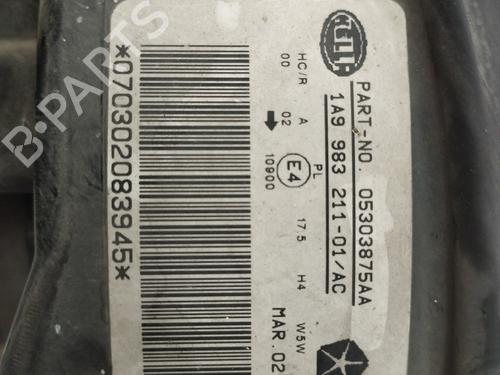 HELLA
PART-NO. 05303875AA
1A9 983 211-01/AC
HC/R A PL
00 02 E4 17.5 H4 W5W
10900
MAR.02
*070302083945*
B-PARTS